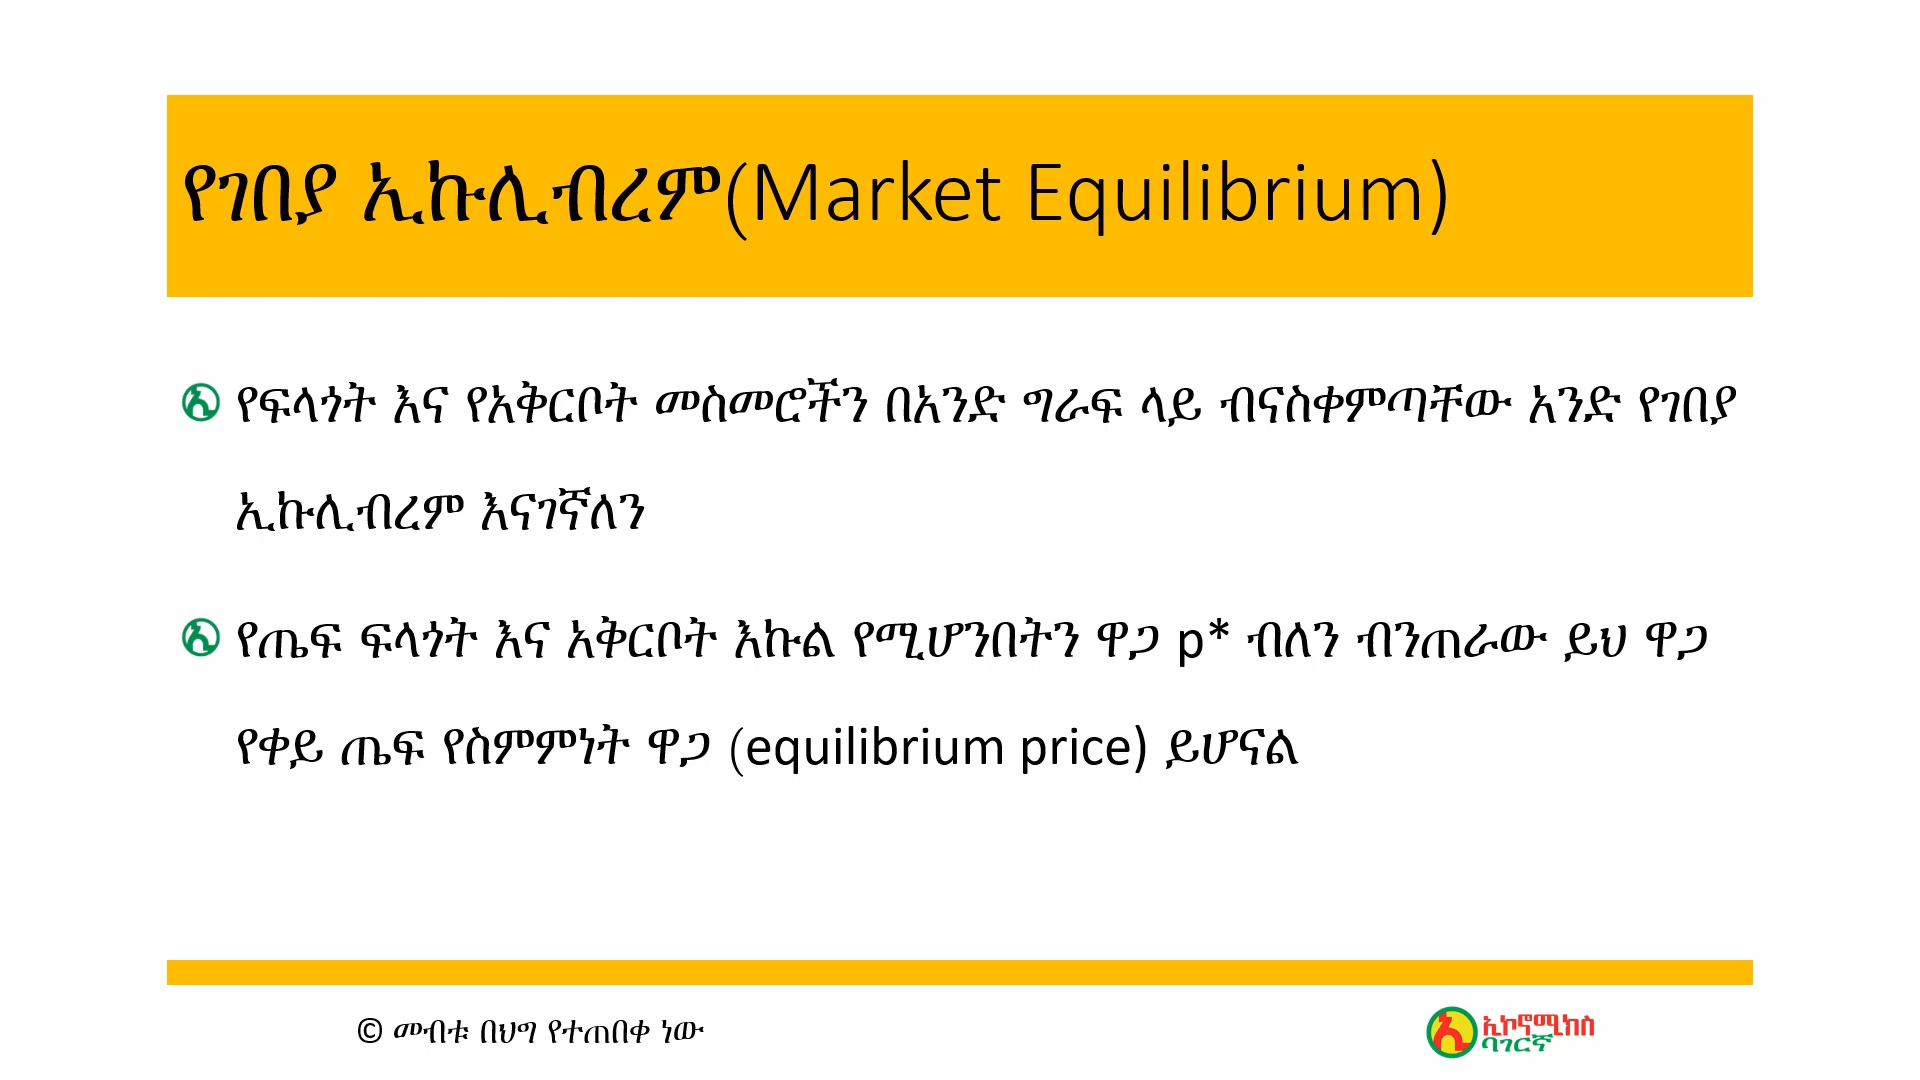 የገበያ ኢኩሊብረም(Market Equilibrium)
የፍላጎት እና የአቅርቦት መስመሮችን በአንድ ግራፍ ላይ ብናስቀምጣቸው አንድ የገበያ
ኢኩሊብረም እናገኛለን
የጤፍ ፍላጎት እና አቅርቦት እኩል የሚሆንበትን ዋጋ p* ብለን ብንጠራው ይህ ዋጋ
የቀይ ጤፍ የስምምነት ዋጋ (equilibrium price) ይሆናል
© መብቱ በህግ የተጠበቀ ነው
ኢኮኖሚክስ
ባገርኛ